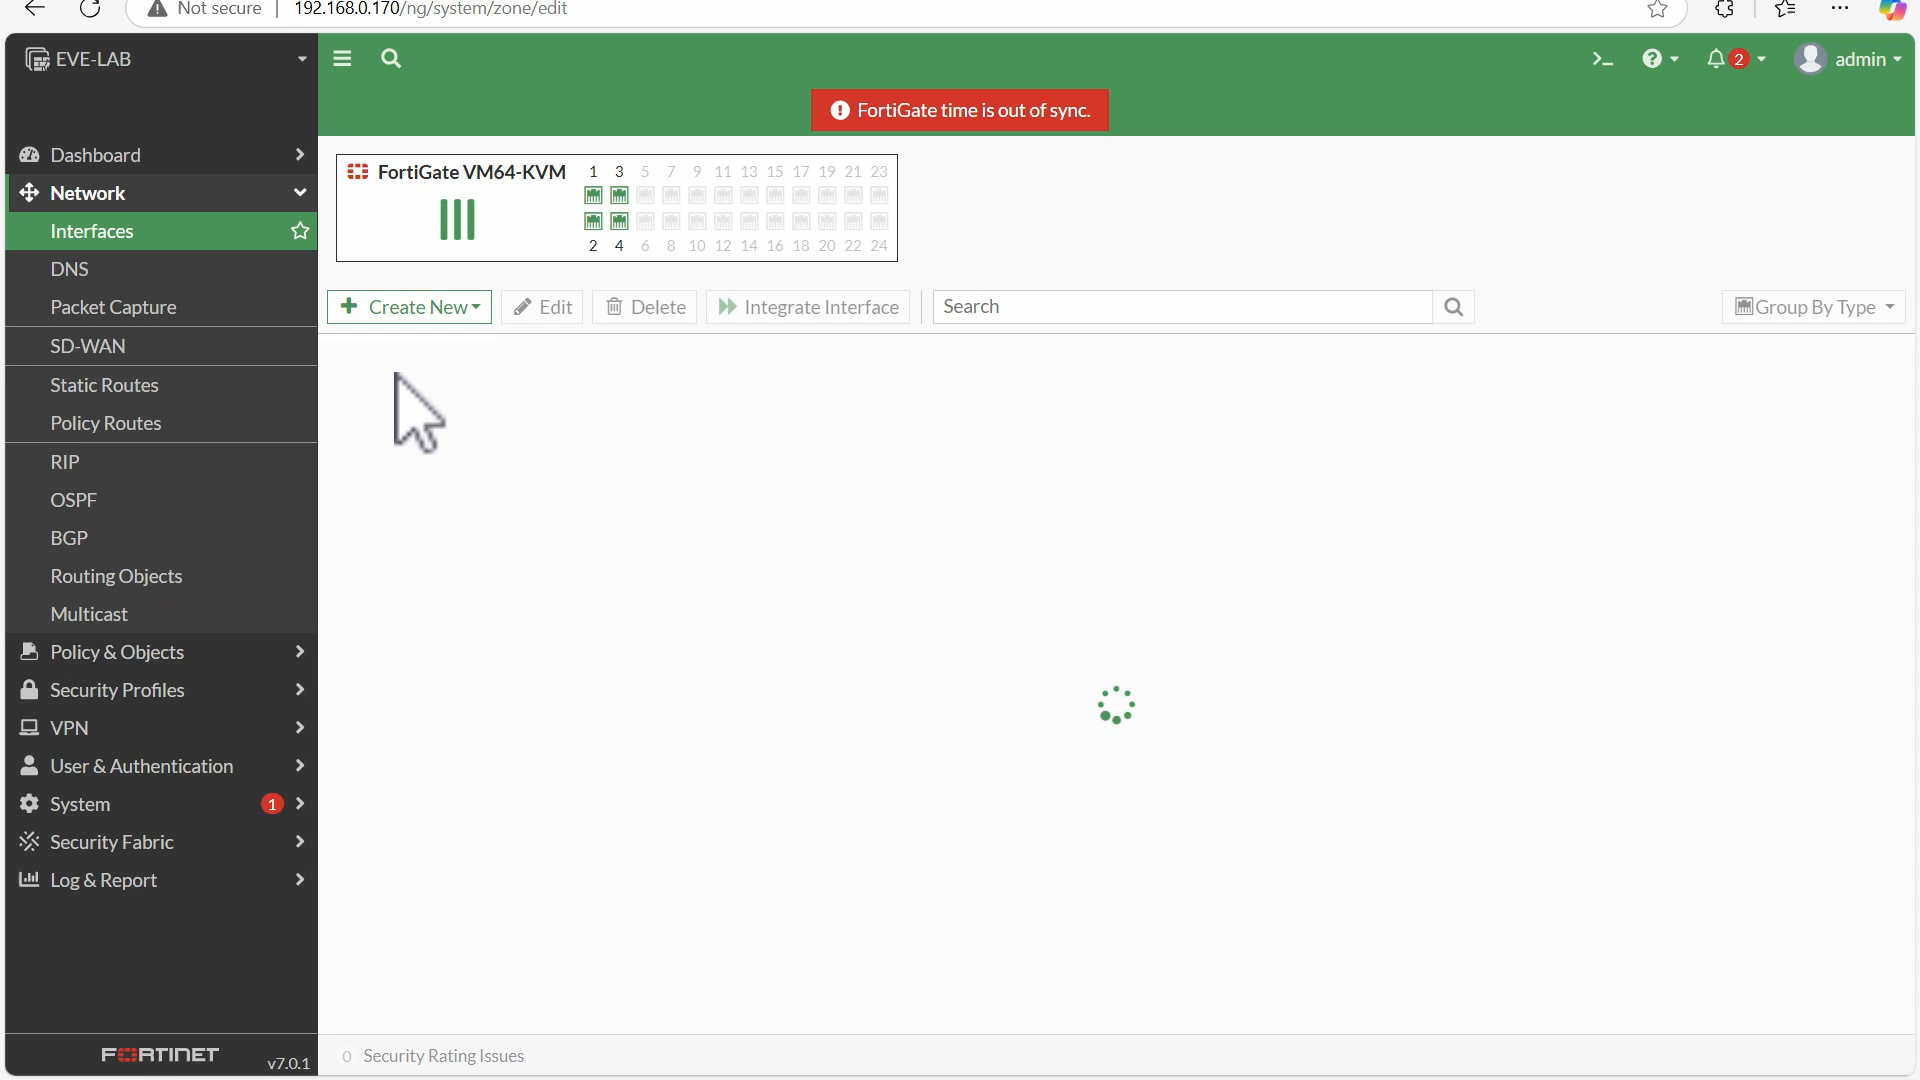 Not secure 192.168.0.170/ng/system/zone/edit
EVE-LAB
2
admin
FortiGate time is out of sync.
Dashboard
Network
Interfaces
DNS
Packet Capture
SD-WAN
Static Routes
Policy Routes
RIP
OSPF
BGP
Routing Objects
Multicast
Policy & Objects
Security Profiles
VPN
User & Authentication
System 1
Security Fabric
Log & Report
FORTINET v7.0.1
FortiGate VM64-KVM
1 3 5 7 9 11 13 15 17 19 21 23
2 4 6 8 10 12 14 16 18 20 22 24
Create New Edit Delete Integrate Interface Search Group By Type
0 Security Rating Issues